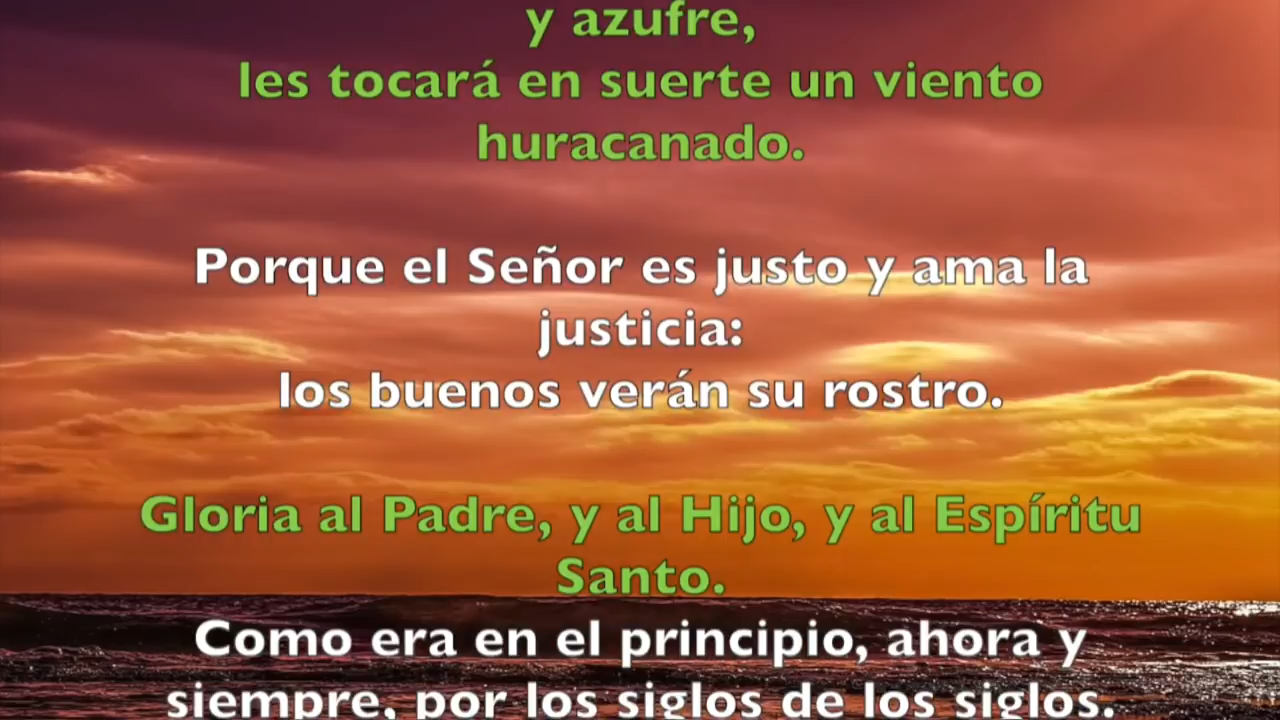 y azufre,
les tocará en suerte un viento
huracanado.
Porque el Señor es justo y ama la
justicia:
los buenos verán su rostro.
Gloria al Padre, y al Hijo, y al Espíritu
Santo.
Como era en el principio, ahora y
siempre, por los siglos de los siglos.